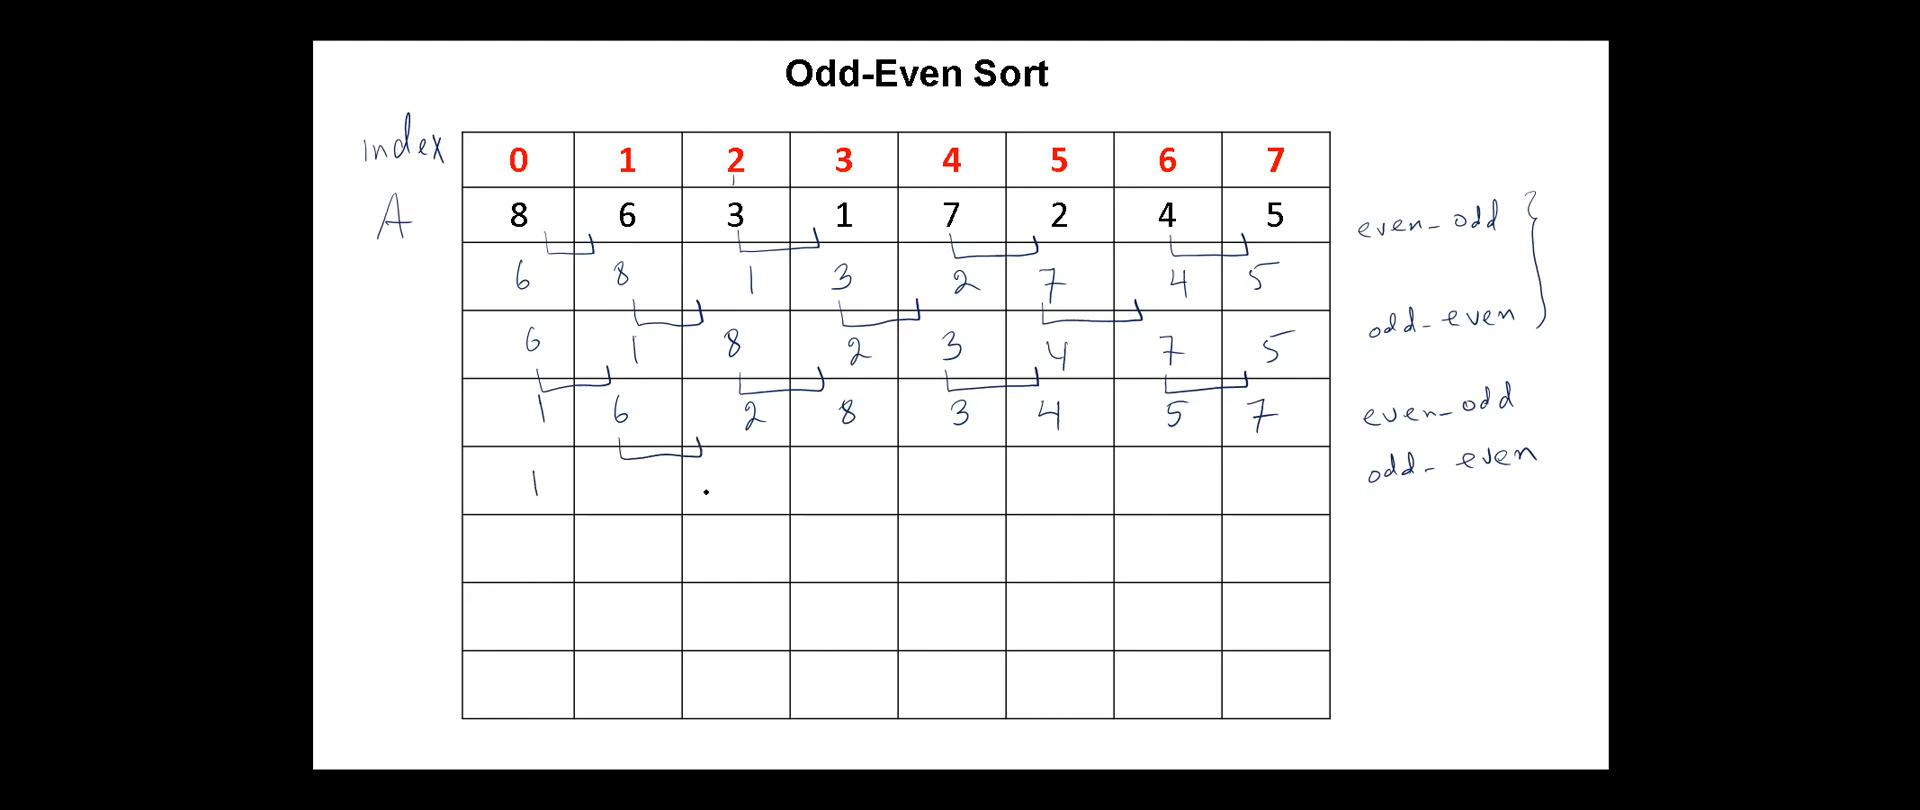 Odd-Even Sort
index 0 1 2 3 4 5 6 7
A 8 6 3 1 7 2 4 5 even-odd
6 8 1 3 2 7 4 5
odd-even
6 1 8 2 3 4 7 5
1 6 2 8 3 4 5 7 even-odd
1 odd-even